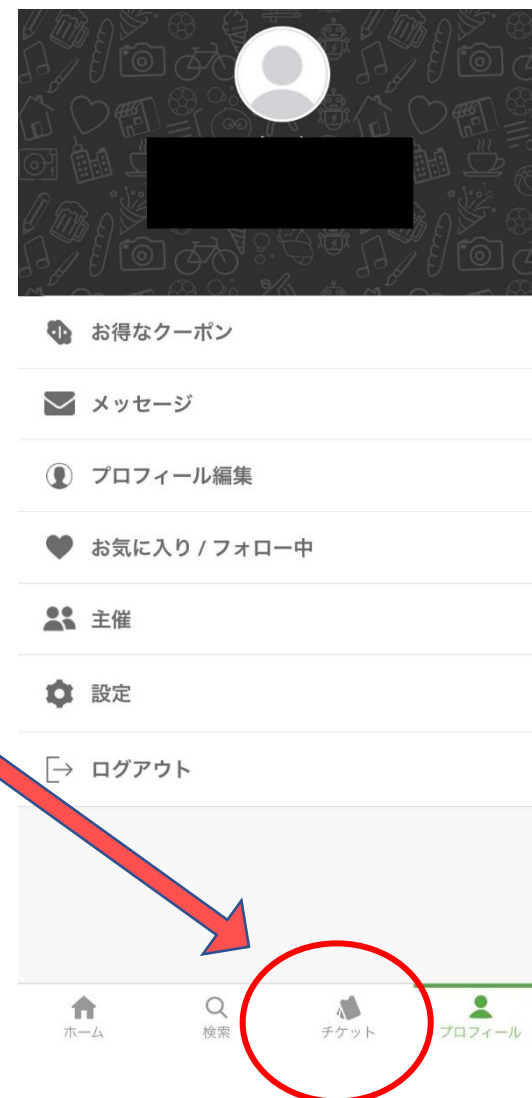 お得なクーポン
メッセージ
プロフィール編集
お気に入り / フォロー中
主催
設定
ログアウト
ホーム
検索
チケット
プロフィール